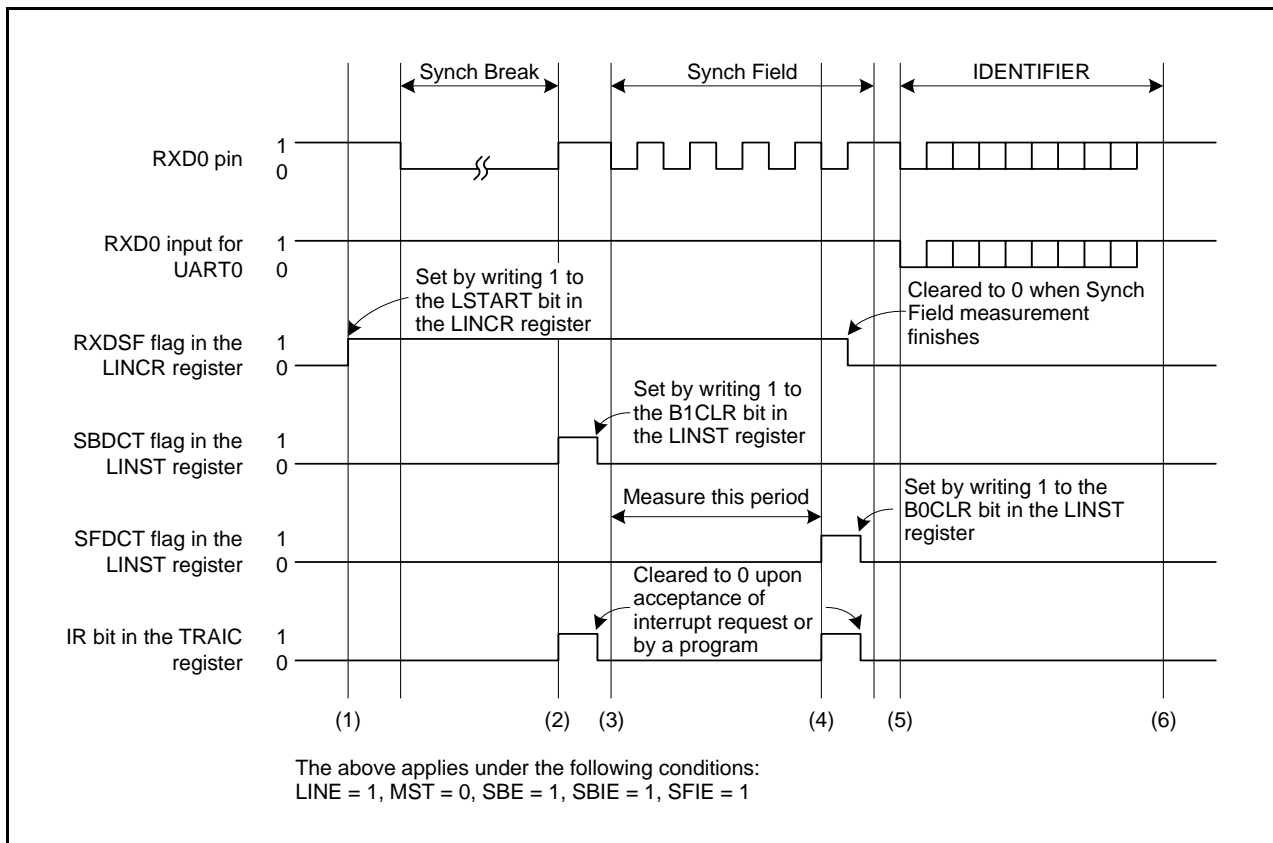 Synch Break
Synch Field
IDENTIFIER
RXD0 pin
1
0
RXD0 input for
UART0
1
0
Set by writing 1 to
the LSTART bit in
the LINCR register
Cleared to 0 when Synch
Field measurement
finishes
RXDSF flag in the
LINCR register
1
0
Set by writing 1 to
the B1CLR bit in
the LINST register
SBDCT flag in the
LINST register
1
0
Measure this period
Set by writing 1 to the
B0CLR bit in the LINST
register
SFDCT flag in the
LINST register
1
0
Cleared to 0 upon
acceptance of
interrupt request or
by a program
IR bit in the TRAIC
register
1
0
(1)
(2)
(3)
(4)
(5)
(6)
The above applies under the following conditions:
LINE = 1, MST = 0, SBE = 1, SBIE = 1, SFIE = 1